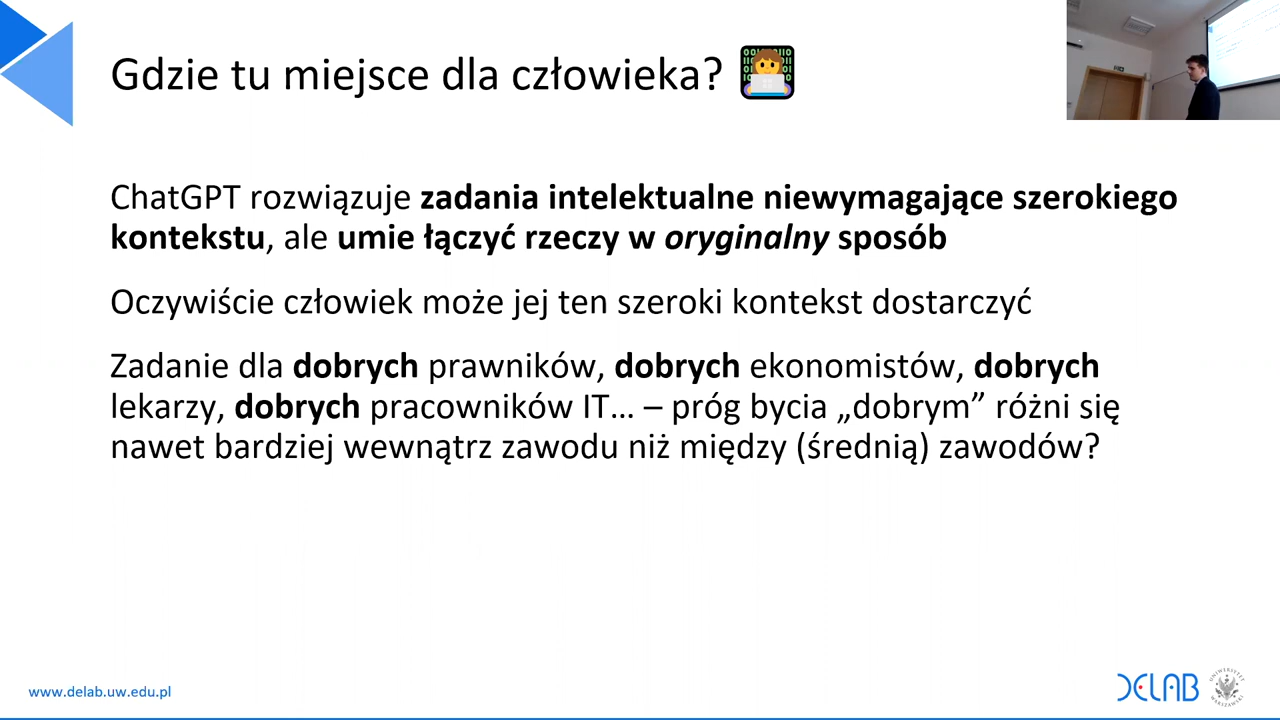 Gdzie tu miejsce dla człowieka?
ChatGPT rozwiązuje zadania intelektualne niewymagające szerokiego
kontekstu, ale umie łączyć rzeczy w oryginalny sposób
Oczywiście człowiek może jej ten szeroki kontekst dostarczyć
Zadanie dla dobrych prawników, dobrych ekonomistów, dobrych
lekarzy, dobrych pracowników IT... – próg bycia „dobrym” różni się
nawet bardziej wewnątrz zawodu niż między (średnią) zawodów?
www.delab.uw.edu.pl
DELAB
UNIWERSYTET
WARSZAWSKI